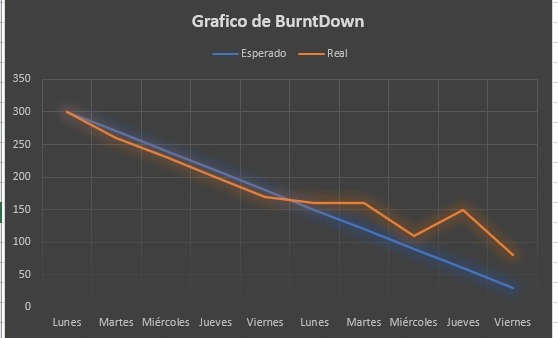 Grafico de BurntDown
Esperado Real
350
300
250
200
150
100
50
0
Lunes Martes Miércoles Jueves Viernes Lunes Martes Miércoles Jueves Viernes